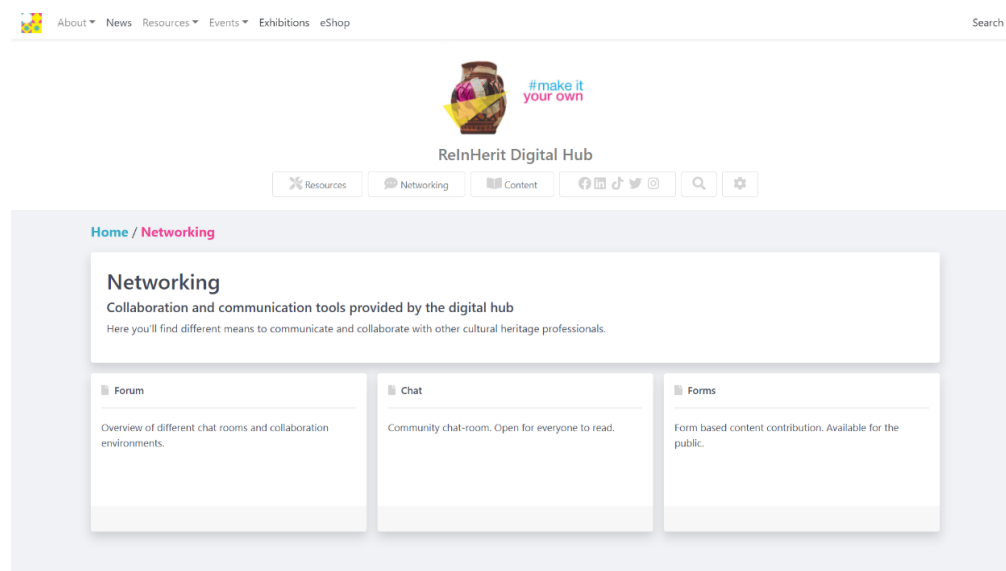 About News Resources Events Exhibitions eShop Search
#make it
your own
ReInHerit Digital Hub
Resources Networking Content
Home / Networking
Networking
Collaboration and communication tools provided by the digital hub
Here you'll find different means to communicate and collaborate with other cultural heritage professionals.
Forum
Overview of different chat rooms and collaboration
environments.
Chat
Community chat-room. Open for everyone to read.
Forms
Form based content contribution. Available for the
public.